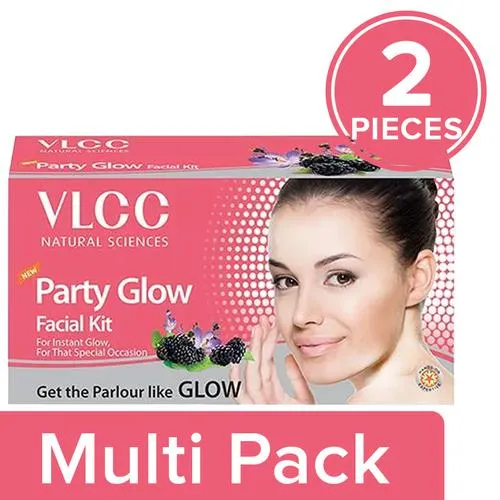 2
PIECES
VLCC
NATURAL SCIENCES
Party Glow Facial Kit
VLCC
NATURAL SCIENCES
NEW
Party Glow
Facial Kit
For Instant Glow,
For That Special Occasion
Get the Parlour like GLOW
Multi Pack